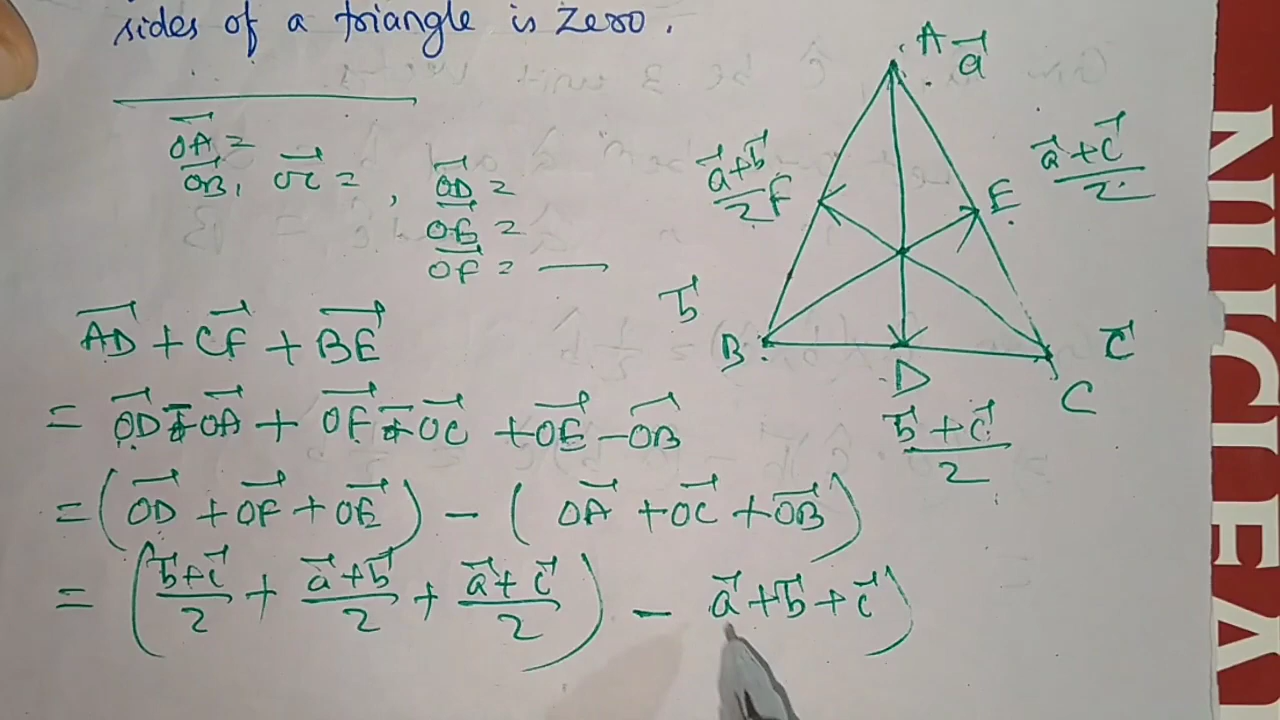 sides of a triangle is zero.
A a⃗
OA⃗ =
OB⃗, OC⃗ = , OD⃗ =
OE⃗ =
OF⃗ = —
(a⃗+b⃗)/2 F
E (a⃗+c⃗)/2
b⃗
B
D
c⃗
C
(b⃗+c⃗)/2
AD⃗ + CF⃗ + BE⃗
= OD⃗ - OA⃗ + OF⃗ - OC⃗ + OE⃗ - OB⃗
= (OD⃗ + OF⃗ + OE⃗) - (OA⃗ + OC⃗ + OB⃗)
= ((b⃗+c⃗)/2 + (a⃗+b⃗)/2 + (a⃗+c⃗)/2) - a⃗+b⃗+c⃗)